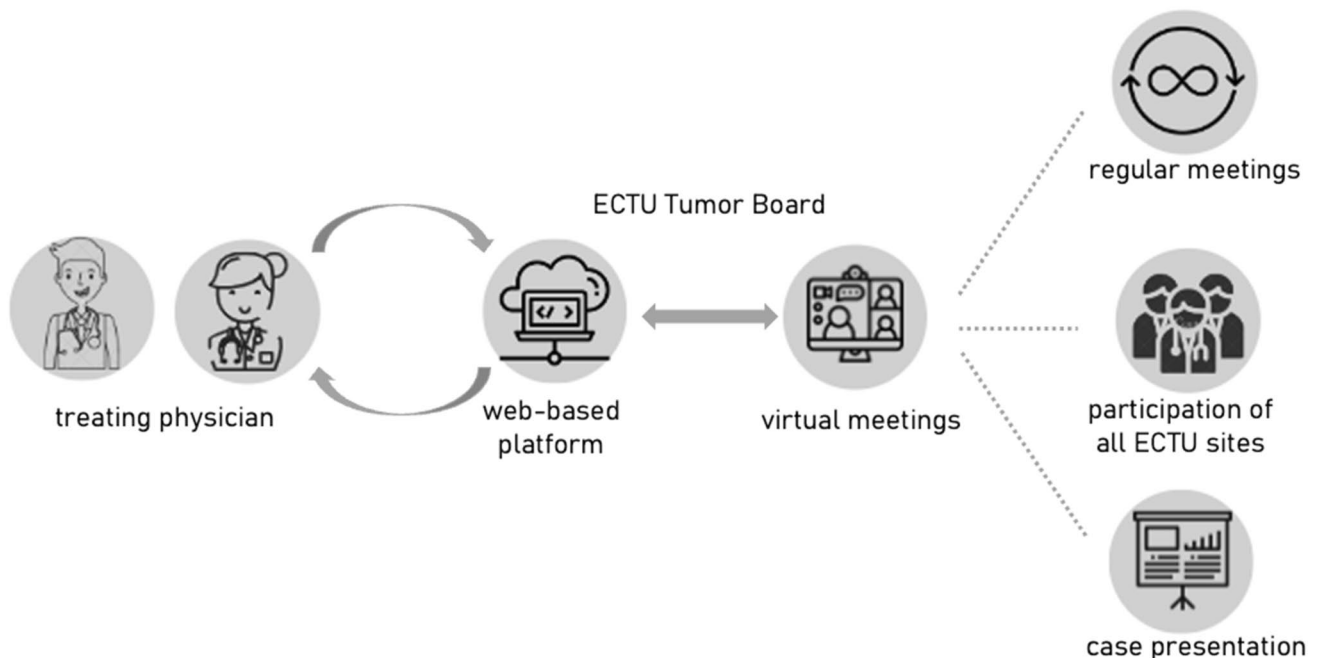 ECTU Tumor Board
treating physician
web-based
platform
virtual meetings
regular meetings
participation of
all ECTU sites
case presentation